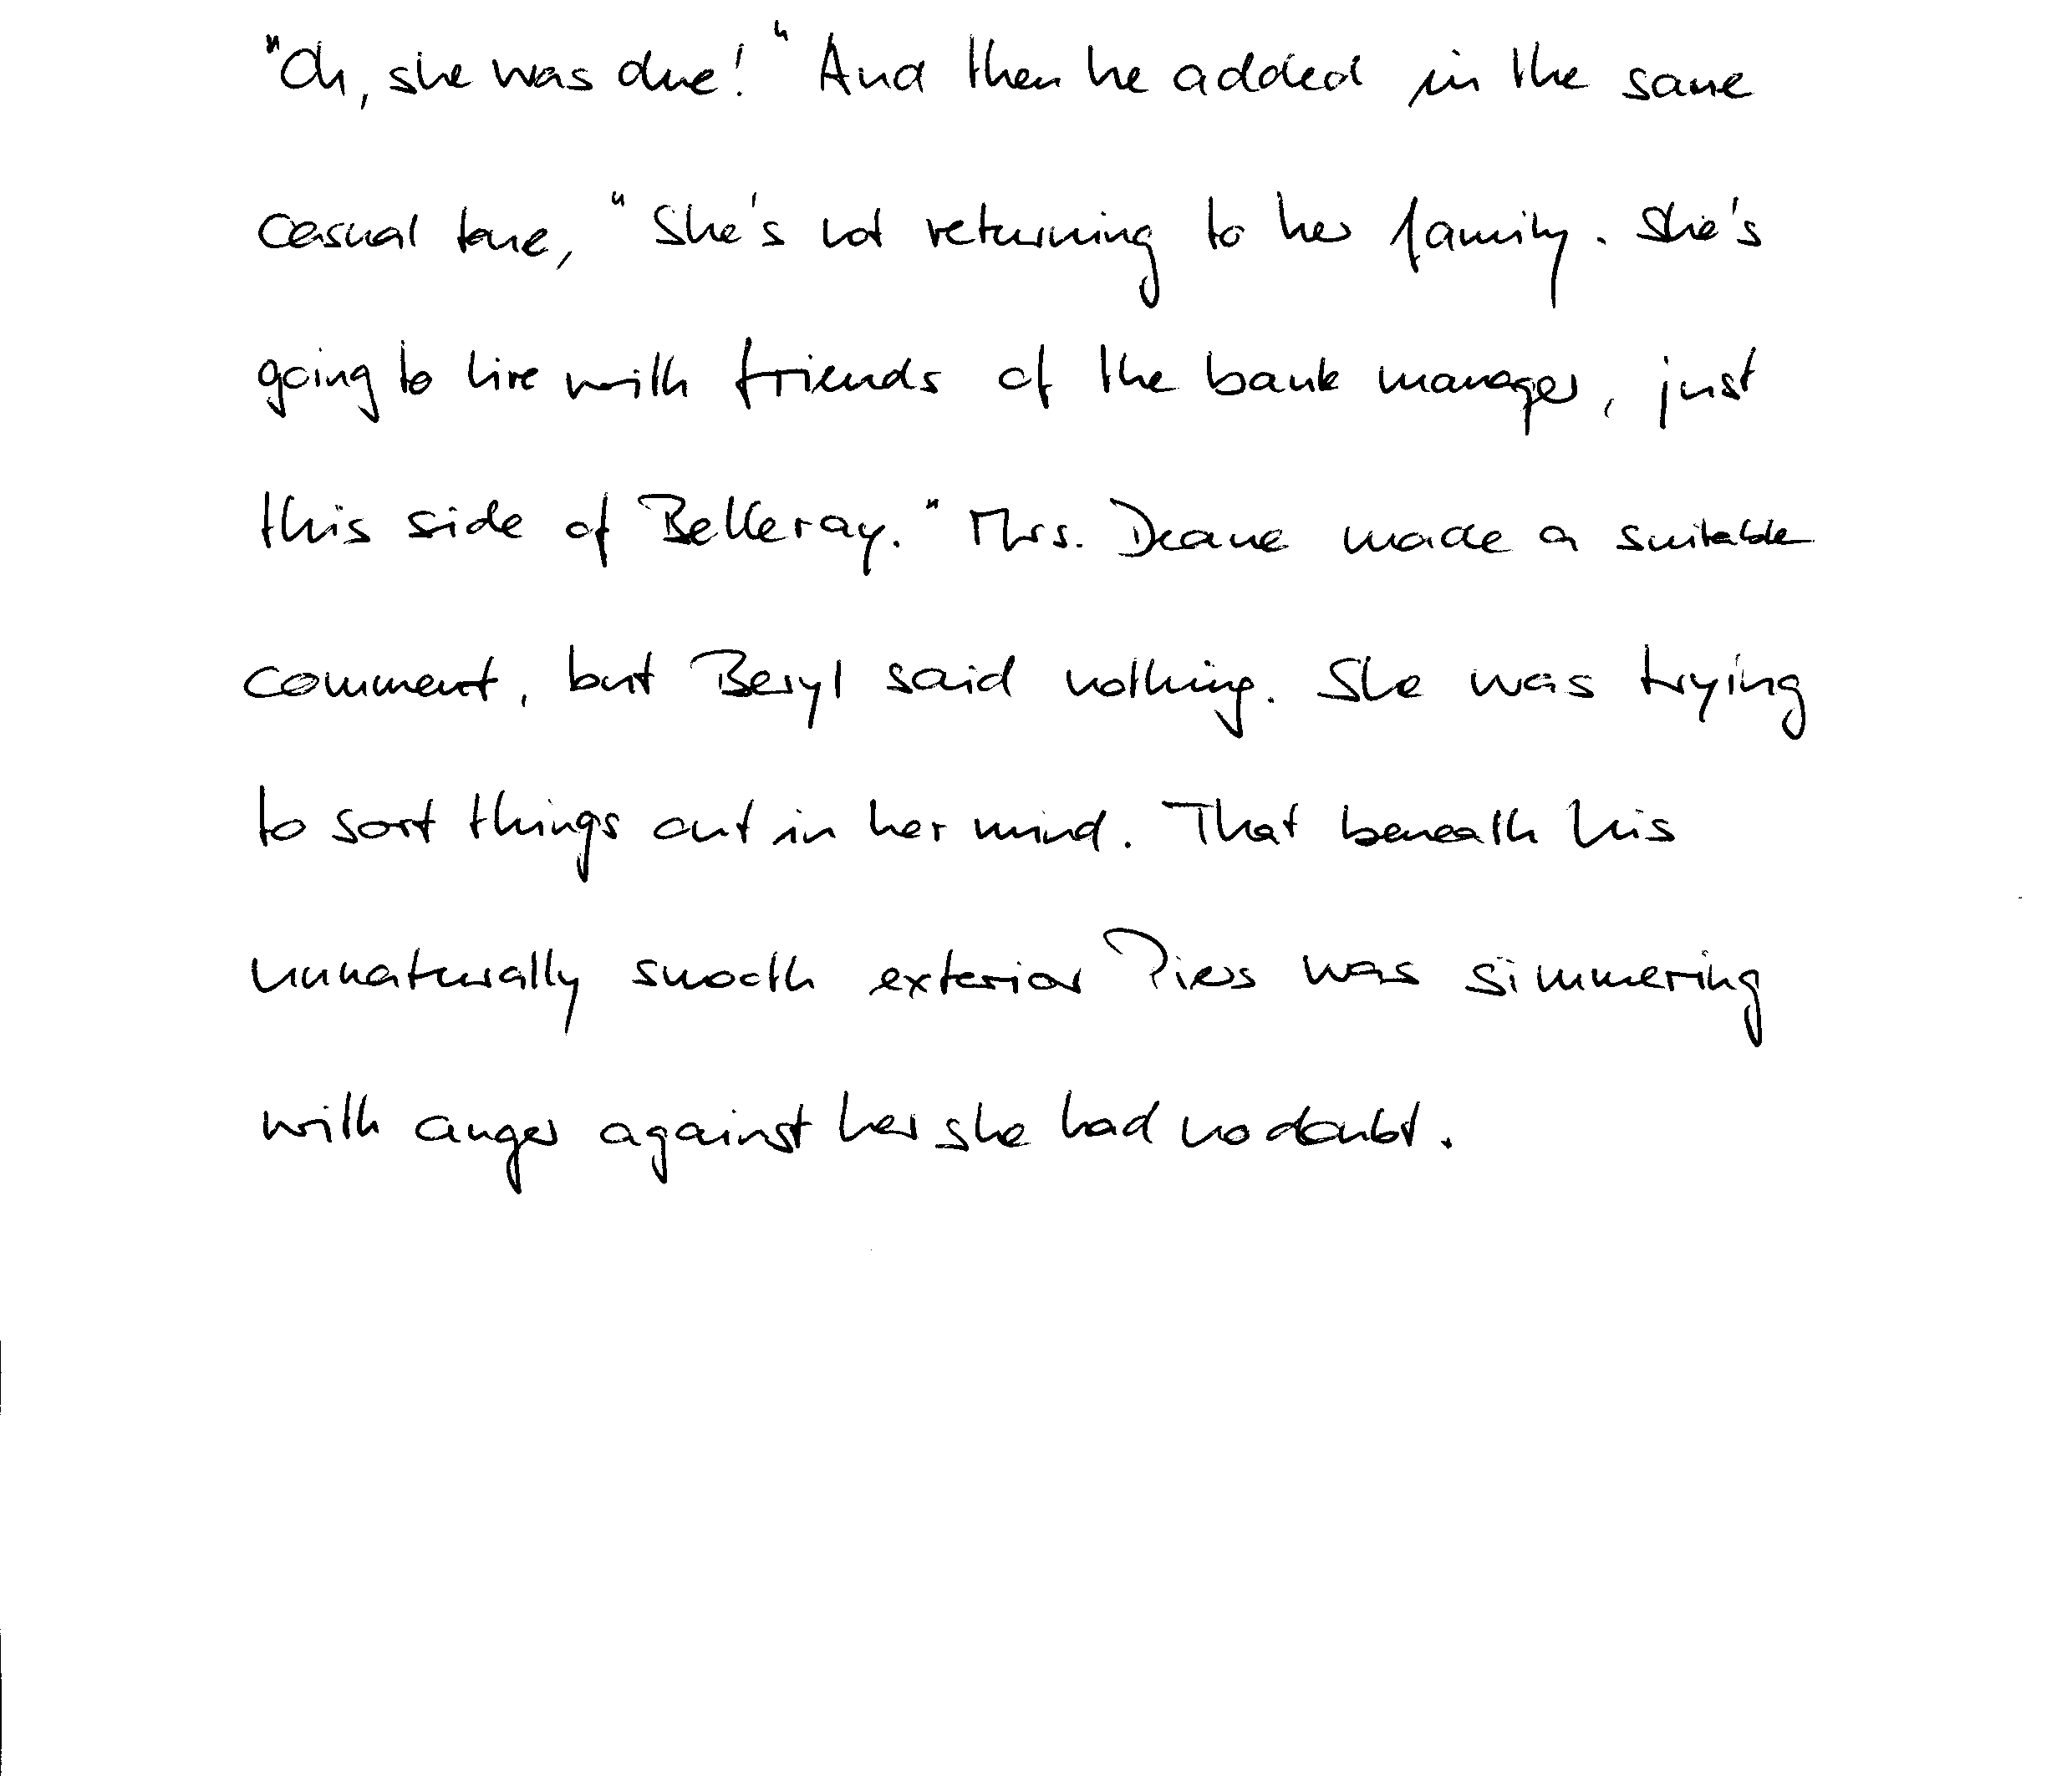 "Oh, she was due!" And then he added in the same
casual tone, "She's not returning to her family. She's
going to live with friends of the bank manager, just
this side of Belleray." Mrs. Deane made a suitable
comment, but Beryl said nothing. She was trying
to sort things out in her mind. That beneath his
unnaturally smooth exterior Piers was simmering
with anger against her she had no doubt.